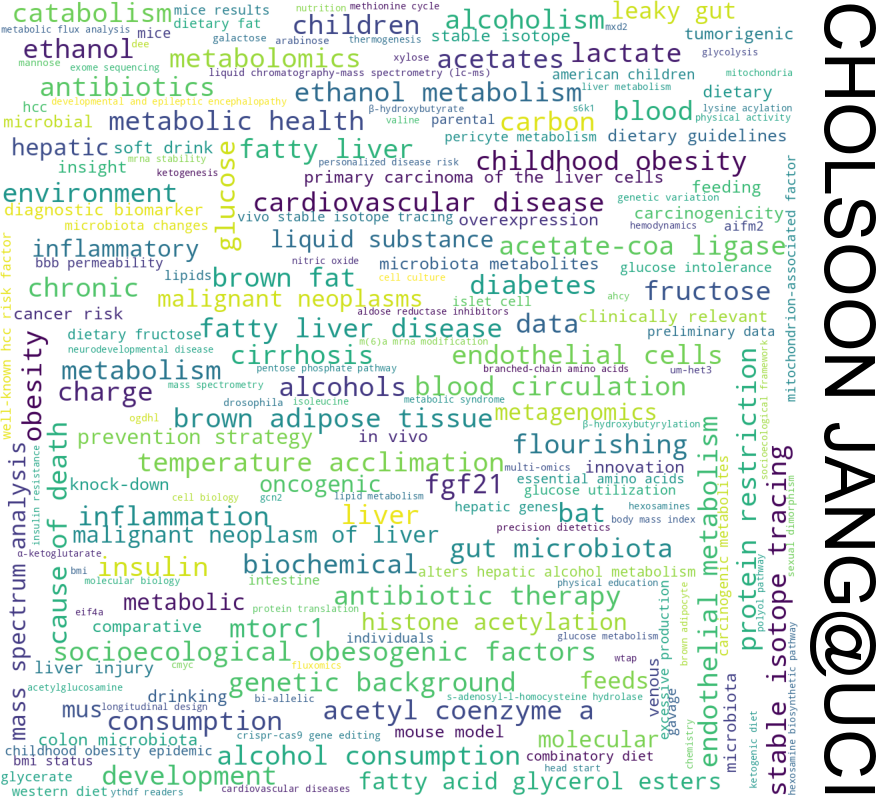 catabolism
mice results
dietary fat
nutrition
methionine cycle
children
alcoholism
mxd2
leaky gut
tumorigenic
metabolic flux analysis
mice
galactose
arabinose
thermogenesis
stable isotope
ethanol
dee
metabolomics
xylose
acetates
lactate
glycolysis
mannose
exome sequencing
liquid chromatography-mass spectrometry (lc-ms)
american children
mitochondria
antibiotics
ethanol metabolism
liver metabolism
dietary
hcc
developmental and epileptic encephalopathy
β-hydroxybutyrate
s6k1
blood
lysine acylation
physical activity
microbial
metabolic health
valine
parental
carbon
pericyte metabolism
dietary guidelines
hepatic
soft drink
mrna stability
glucose
fatty liver
personalized disease risk
childhood obesity
insight
ketogenesis
primary carcinoma of the liver cells
feeding
environment
cardiovascular disease
genetic variation
diagnostic biomarker
vivo stable isotope tracing
overexpression
carcinogenicity
microbiota changes
hemodynamics
aifm2
mitochondrion-associated factor
inflammatory
liquid substance
acetate-coa ligase
bbb permeability
nitric oxide
microbiota metabolites
glucose intolerance
well-known hcc risk factor
lipids
brown fat
cell culture
diabetes
chronic
malignant neoplasms
islet cell
ahcy
fructose
cancer risk
aldose reductase inhibitors
clinically relevant
dietary fructose
fatty liver disease
data
preliminary data
obesity
neurodevelopmental disease
m(6)a mrna modification
cirrhosis
endothelial cells
metabolism
pentose phosphate pathway
branched-chain amino acids
um-het3
charge
mass spectrometry
alcohols
blood circulation
drosophila
isoleucine
metabolic syndrome
ogdhl
brown adipose tissue
metagenomics
β-hydroxybutyrylation
socioecological framework
protein restriction
prevention strategy
in vivo
flourishing
cause of death
temperature acclimation
multi-omics
innovation
insulin resistance
knock-down
oncogenic
fgf21
essential amino acids
glucose utilization
cell biology
gcn2
lipid metabolism
hepatic genes
hexosamines
inflammation
liver
bat
body mass index
malignant neoplasm of liver
precision dietetics
α-ketoglutarate
gut microbiota
bmi
insulin
biochemical
alters hepatic alcohol metabolism
molecular biology
intestine
physical education
mass spectrum analysis
metabolic
antibiotic therapy
eif4a
protein translation
histone acetylation
comparative
mtorc1
individuals
glucose metabolism
socioecological obesogenic factors
wtap
liver injury
cmyc
fluxomics
acetylglucosamine
genetic background
feeds
drinking
bi-allelic
s-adenosyl-l-homocysteine hydrolase
venous
gavage
excessive production
brown adipocyte
endothelial metabolism
carcinogenic metabolites
polyol pathway
stable isotope tracing
sexual dimorphism
mus
longitudinal design
consumption
acetyl coenzyme a
colon microbiota
crispr-cas9 gene editing
mouse model
molecular
chemistry
microbiota
ketogenic diet
hexosamine biosynthetic pathway
childhood obesity epidemic
bmi status
alcohol consumption
combinatory diet
head start
glycerate
development
fatty acid glycerol esters
western diet
ythdf readers
cardiovascular diseases
CHOLSOON JANG@UCI